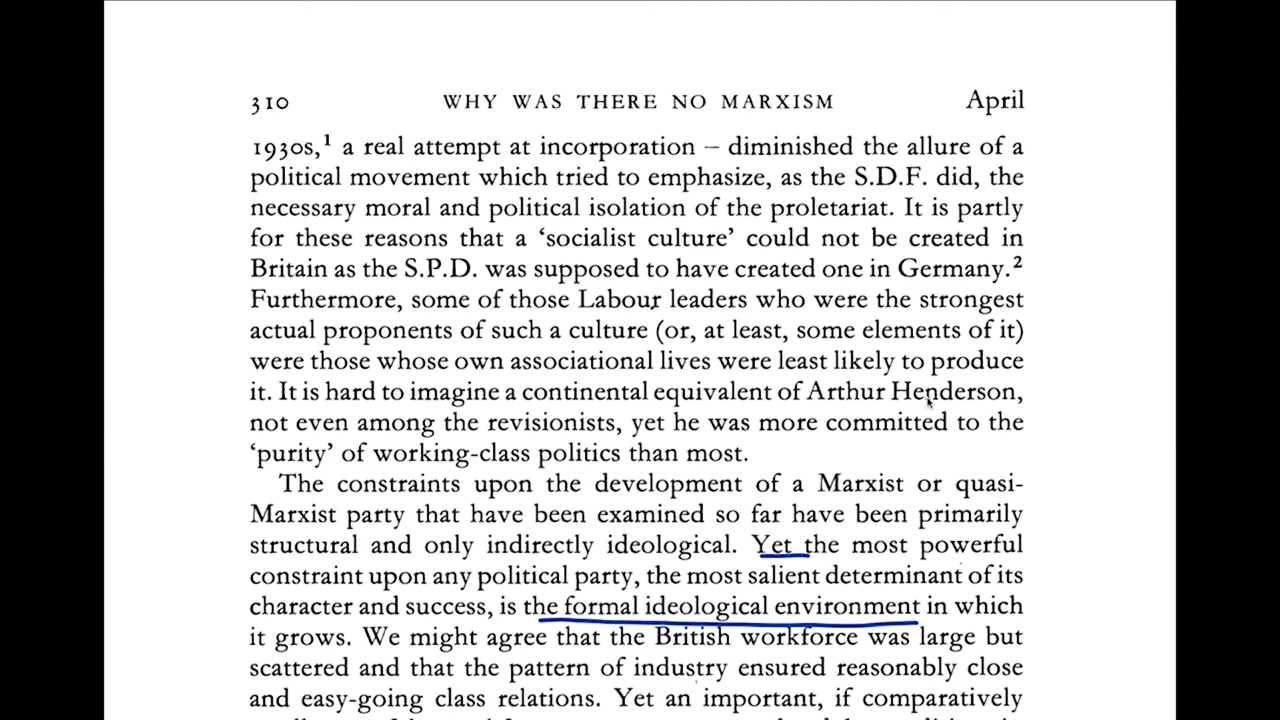 310 WHY WAS THERE NO MARXISM April
1930s,¹ a real attempt at incorporation – diminished the allure of a
political movement which tried to emphasize, as the S.D.F. did, the
necessary moral and political isolation of the proletariat. It is partly
for these reasons that a ‘socialist culture’ could not be created in
Britain as the S.P.D. was supposed to have created one in Germany.²
Furthermore, some of those Labour leaders who were the strongest
actual proponents of such a culture (or, at least, some elements of it)
were those whose own associational lives were least likely to produce
it. It is hard to imagine a continental equivalent of Arthur Henderson,
not even among the revisionists, yet he was more committed to the
‘purity’ of working-class politics than most.
The constraints upon the development of a Marxist or quasi-
Marxist party that have been examined so far have been primarily
structural and only indirectly ideological. Yet the most powerful
constraint upon any political party, the most salient determinant of its
character and success, is the formal ideological environment in which
it grows. We might agree that the British workforce was large but
scattered and that the pattern of industry ensured reasonably close
and easy-going class relations. Yet an important, if comparatively